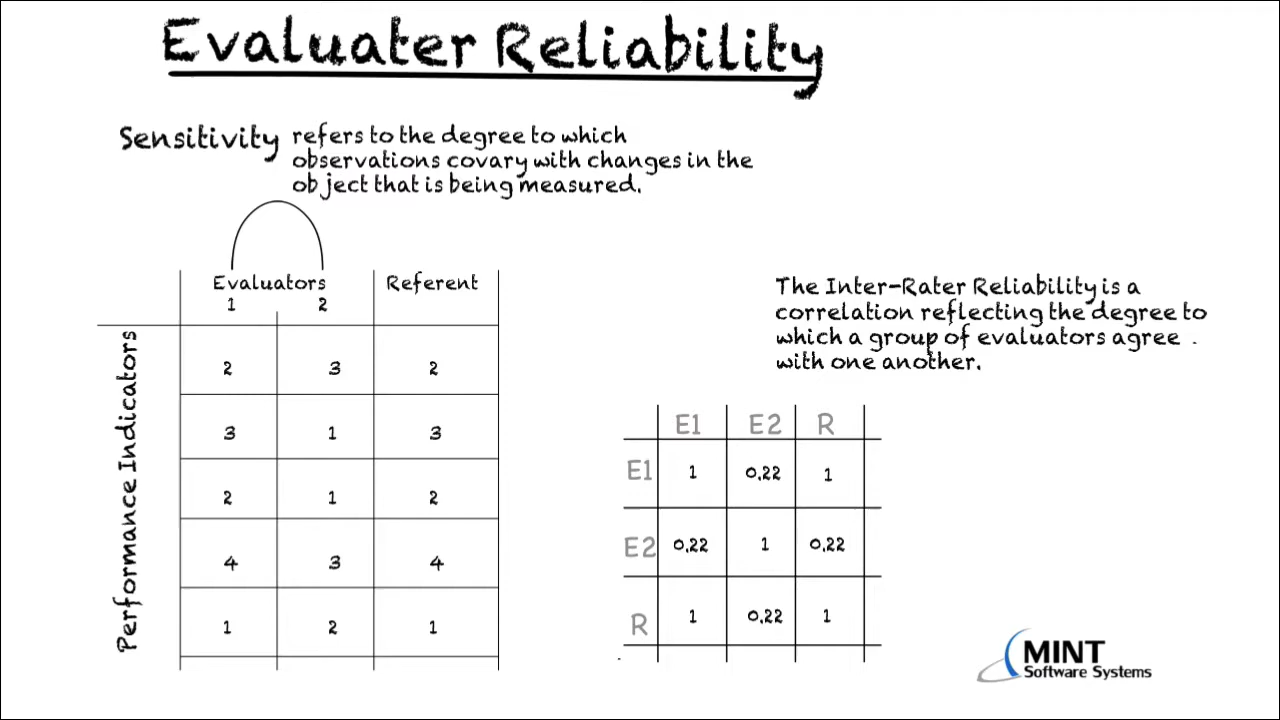 Evaluater Reliability
Sensitivity refers to the degree to which
observations covary with changes in the
object that is being measured.
Evaluators Referent
1 2
Performance Indicators
2 3 2
3 1 3
2 1 2
4 3 4
1 2 1
The Inter-Rater Reliability is a
correlation reflecting the degree to
which a group of evaluators agree .
with one another.
E1 E2 R
E1 1 0,22 1
E2 0,22 1 0,22
R 1 0,22 1
MINT
Software Systems